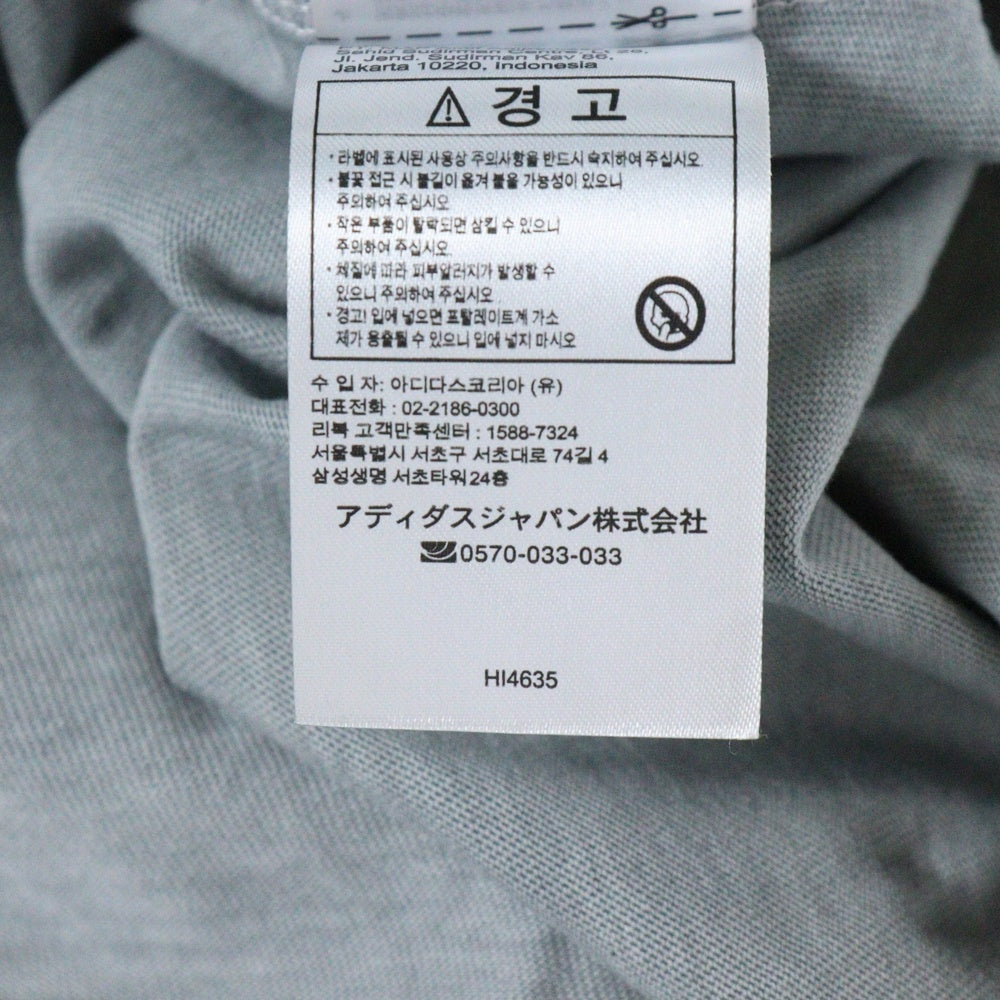 Sahid Sudirman Centre Lt 26,
Jl. Jend. Sudirman Kav 86,
Jakarta 10220, Indonesia
경고
· 라벨에 표시된 사용상 주의사항을 반드시 숙지하여 주십시오.
· 불꽃 접근 시 불길이 옮겨 붙을 가능성이 있으니
주의하여 주십시오
· 작은 부품이 탈락되면 삼킬 수 있으니
주의하여 주십시오.
· 체질에 따라 피부알러지가 발생할 수
있으니 주의하여 주십시오.
· 경고! 입에 넣으면 프탈레이트계 가소
제가 용출될 수 있으니 입에 넣지 마시오
수 입 자: 아디다스코리아 (유)
대표전화 : 02-2186-0300
리복 고객만족센터 : 1588-7324
서울특별시 서초구 서초대로 74길 4
삼성생명 서초타워 24층
アディダスジャパン株式会社
0570-033-033
HI4635